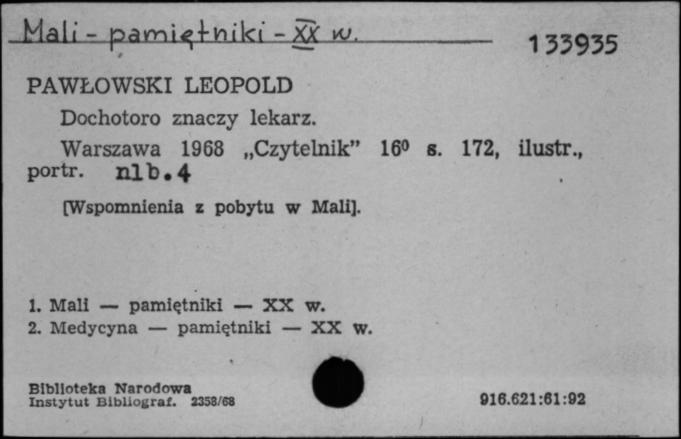 Mali - pamiętniki - XX w.
133935
PAWŁOWSKI LEOPOLD
Dochotoro znaczy lekarz.
Warszawa 1968 „Czytelnik” 16⁰ s. 172, ilustr.,
portr. nlb. 4
[Wspomnienia z pobytu w Mali].
1. Mali — pamiętniki — XX w.
2. Medycyna — pamiętniki — XX w.
Biblioteka Narodowa
Instytut Bibliograf. 2358/68
916.621:61:92